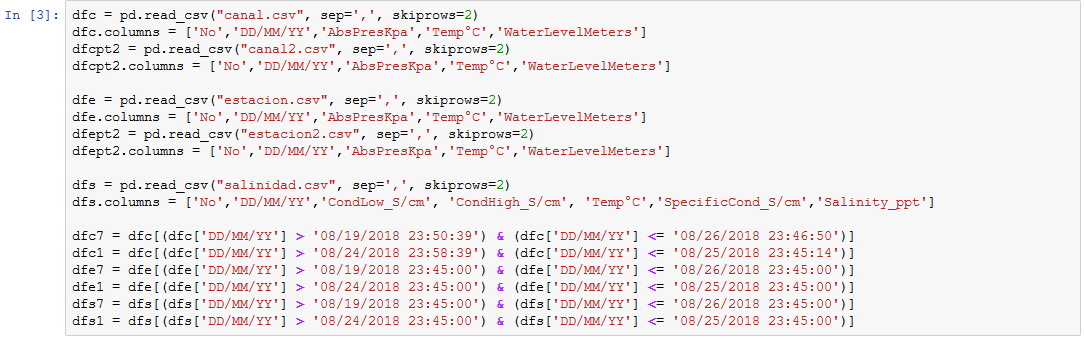 In [3]: dfc = pd.read_csv("canal.csv", sep=',', skiprows=2)
dfc.columns = ['No','DD/MM/YY','AbsPresKpa','Temp°C','WaterLevelMeters']
dfcpt2 = pd.read_csv("canal2.csv", sep=',', skiprows=2)
dfcpt2.columns = ['No','DD/MM/YY','AbsPresKpa','Temp°C','WaterLevelMeters']

dfe = pd.read_csv("estacion.csv", sep=',', skiprows=2)
dfe.columns = ['No','DD/MM/YY','AbsPresKpa','Temp°C','WaterLevelMeters']
dfept2 = pd.read_csv("estacion2.csv", sep=',', skiprows=2)
dfept2.columns = ['No','DD/MM/YY','AbsPresKpa','Temp°C','WaterLevelMeters']

dfs = pd.read_csv("salinidad.csv", sep=',', skiprows=2)
dfs.columns = ['No','DD/MM/YY','CondLow_S/cm', 'CondHigh_S/cm', 'Temp°C','SpecificCond_S/cm','Salinity_ppt']

dfc7 = dfc[(dfc['DD/MM/YY'] > '08/19/2018 23:50:39') & (dfc['DD/MM/YY'] <= '08/26/2018 23:46:50')]
dfc1 = dfc[(dfc['DD/MM/YY'] > '08/24/2018 23:58:39') & (dfc['DD/MM/YY'] <= '08/25/2018 23:45:14')]
dfe7 = dfe[(dfe['DD/MM/YY'] > '08/19/2018 23:45:00') & (dfe['DD/MM/YY'] <= '08/26/2018 23:45:00')]
dfe1 = dfe[(dfe['DD/MM/YY'] > '08/24/2018 23:45:00') & (dfe['DD/MM/YY'] <= '08/25/2018 23:45:00')]
dfs7 = dfs[(dfs['DD/MM/YY'] > '08/19/2018 23:45:00') & (dfs['DD/MM/YY'] <= '08/26/2018 23:45:00')]
dfs1 = dfs[(dfs['DD/MM/YY'] > '08/24/2018 23:45:00') & (dfs['DD/MM/YY'] <= '08/25/2018 23:45:00')]